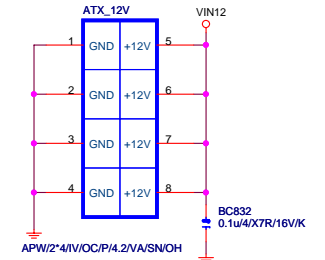 ATX_12V
VIN12
1 GND +12V 5
2 GND +12V 6
3 GND +12V 7
4 GND +12V 8
BC832
0.1u/4/X7R/16V/K
APW/2*4/IV/OC/P/4.2/VA/SN/OH